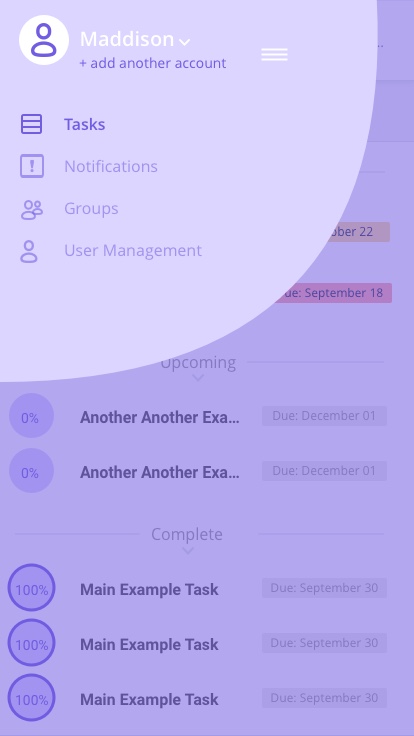 Maddison
+ add another account
Tasks
Notifications
Groups
User Management
ober 22
ue: September 18
Upcoming
0% Another Another Exa... Due: December 01
0% Another Another Exa... Due: December 01
Complete
100% Main Example Task Due: September 30
100% Main Example Task Due: September 30
100% Main Example Task Due: September 30